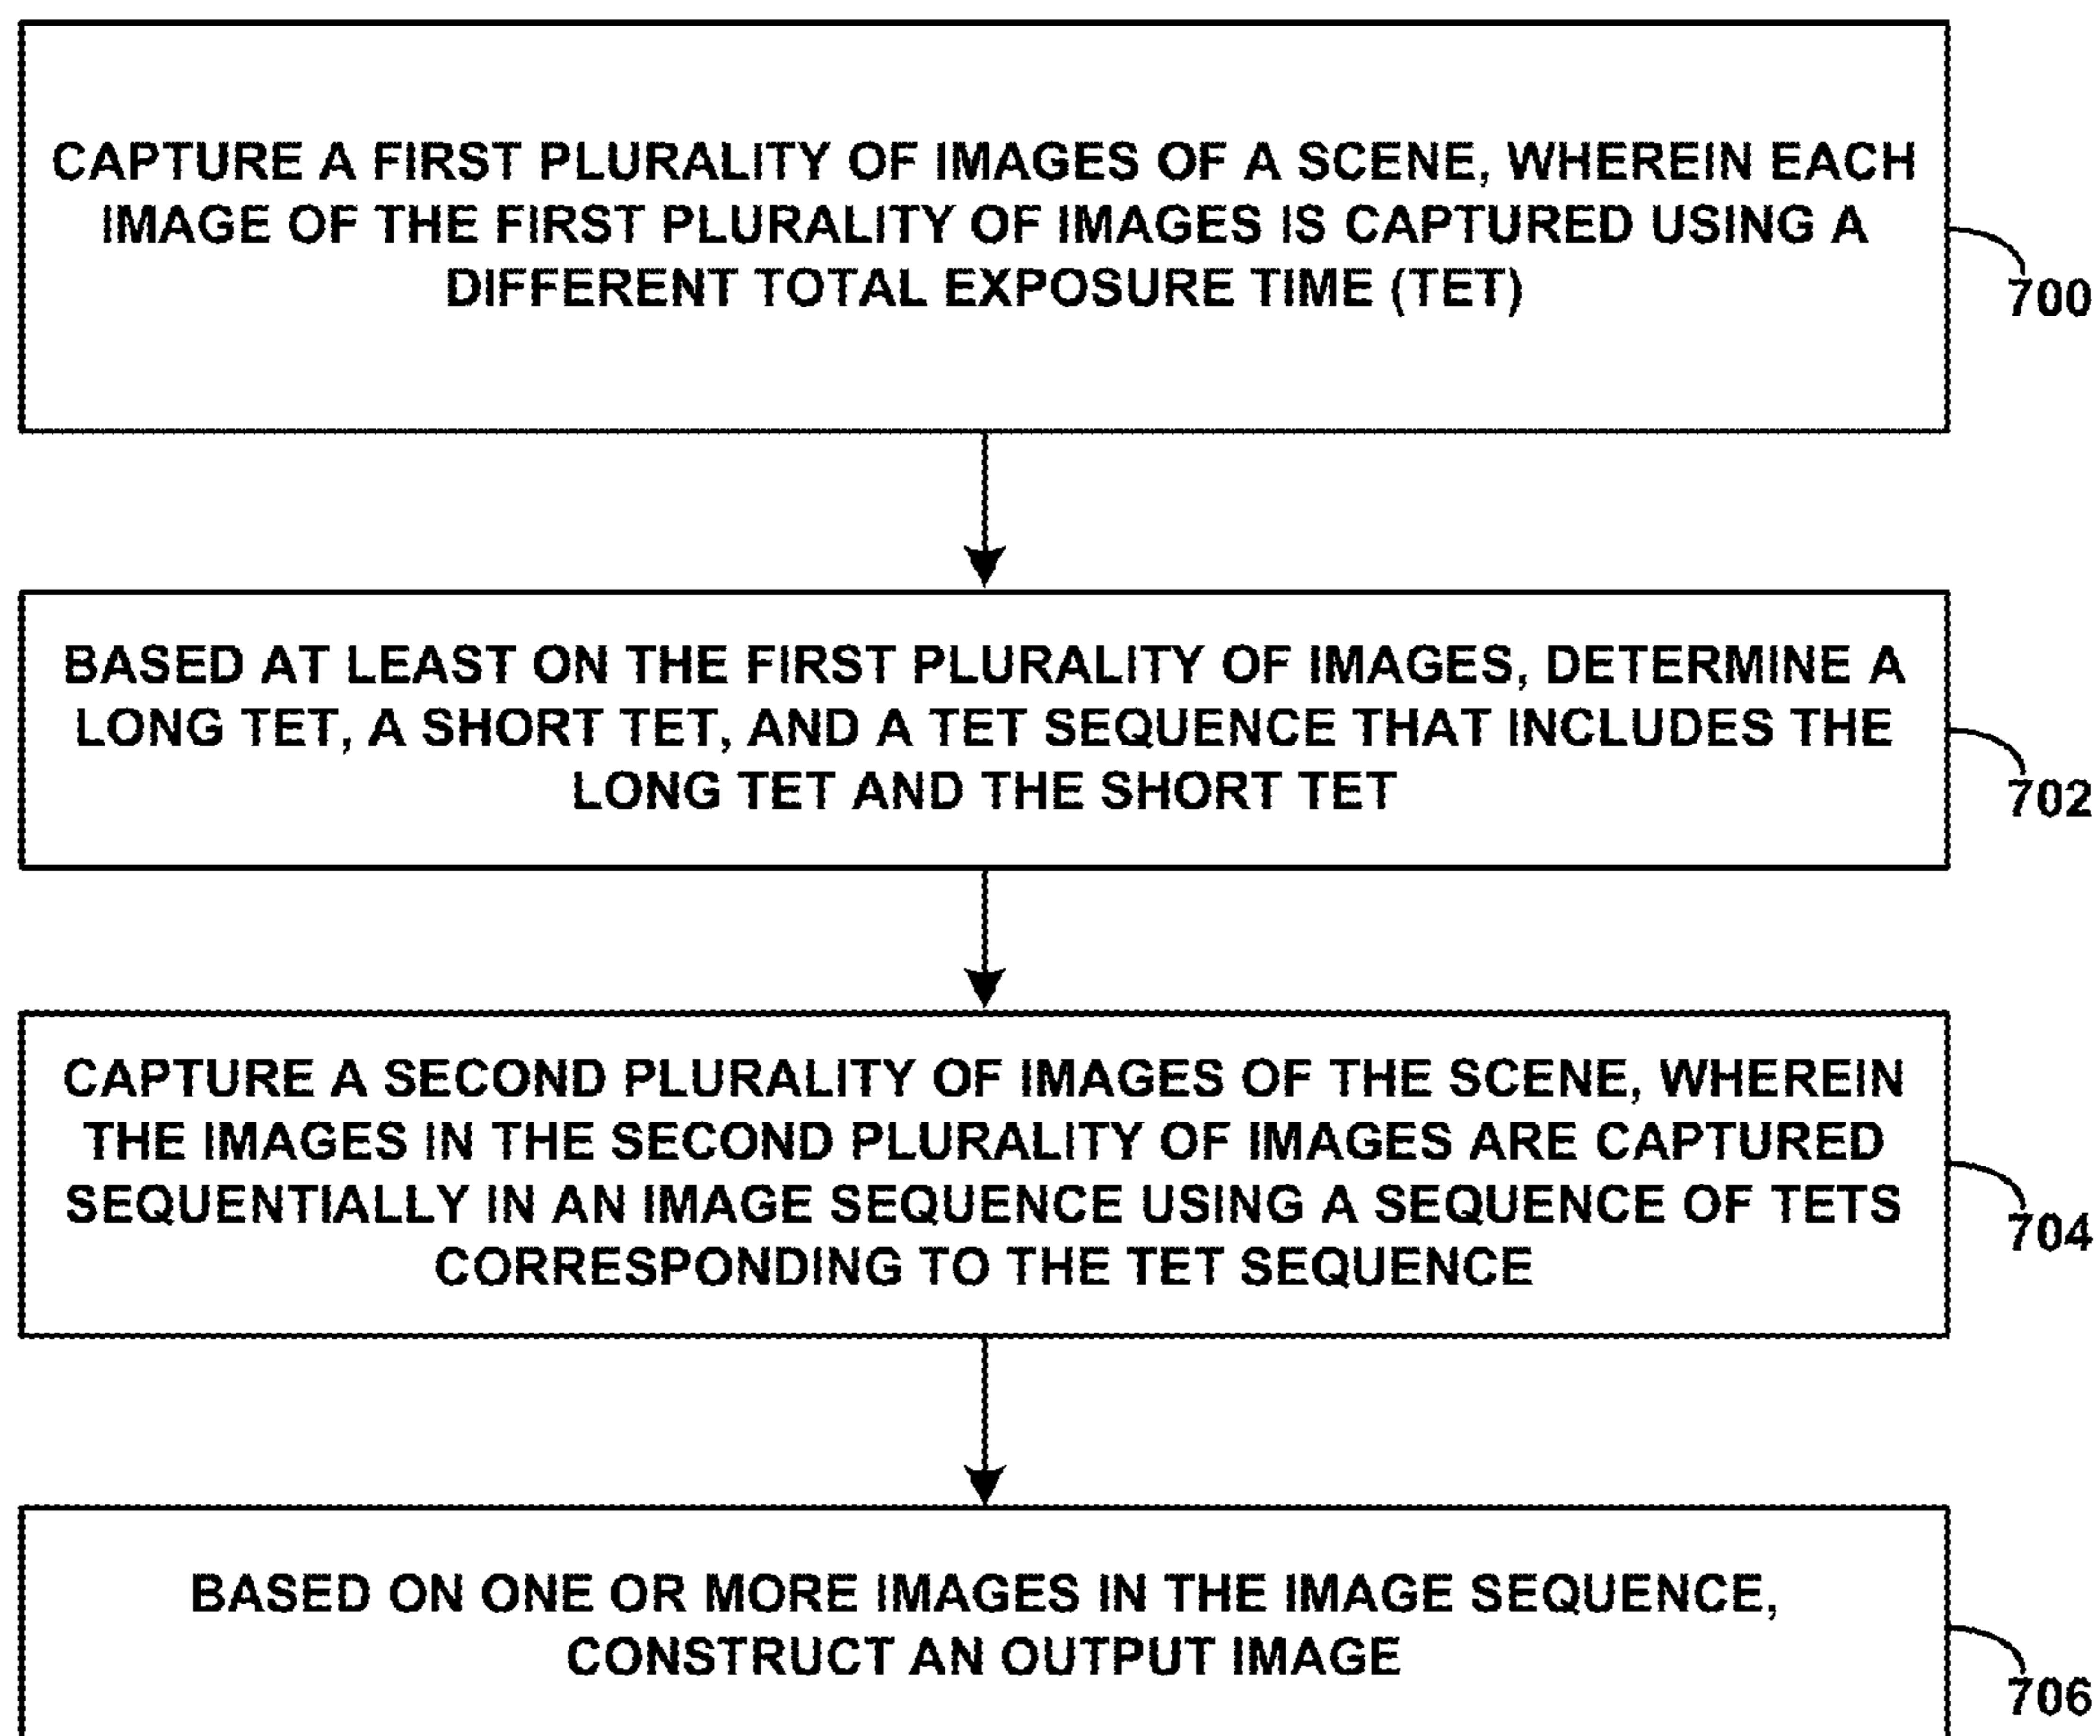 CAPTURE A FIRST PLURALITY OF IMAGES OF A SCENE, WHEREIN EACH
IMAGE OF THE FIRST PLURALITY OF IMAGES IS CAPTURED USING A
DIFFERENT TOTAL EXPOSURE TIME (TET)
700
BASED AT LEAST ON THE FIRST PLURALITY OF IMAGES, DETERMINE A
LONG TET, A SHORT TET, AND A TET SEQUENCE THAT INCLUDES THE
LONG TET AND THE SHORT TET
702
CAPTURE A SECOND PLURALITY OF IMAGES OF THE SCENE, WHEREIN
THE IMAGES IN THE SECOND PLURALITY OF IMAGES ARE CAPTURED
SEQUENTIALLY IN AN IMAGE SEQUENCE USING A SEQUENCE OF TETS
CORRESPONDING TO THE TET SEQUENCE
704
BASED ON ONE OR MORE IMAGES IN THE IMAGE SEQUENCE,
CONSTRUCT AN OUTPUT IMAGE
706